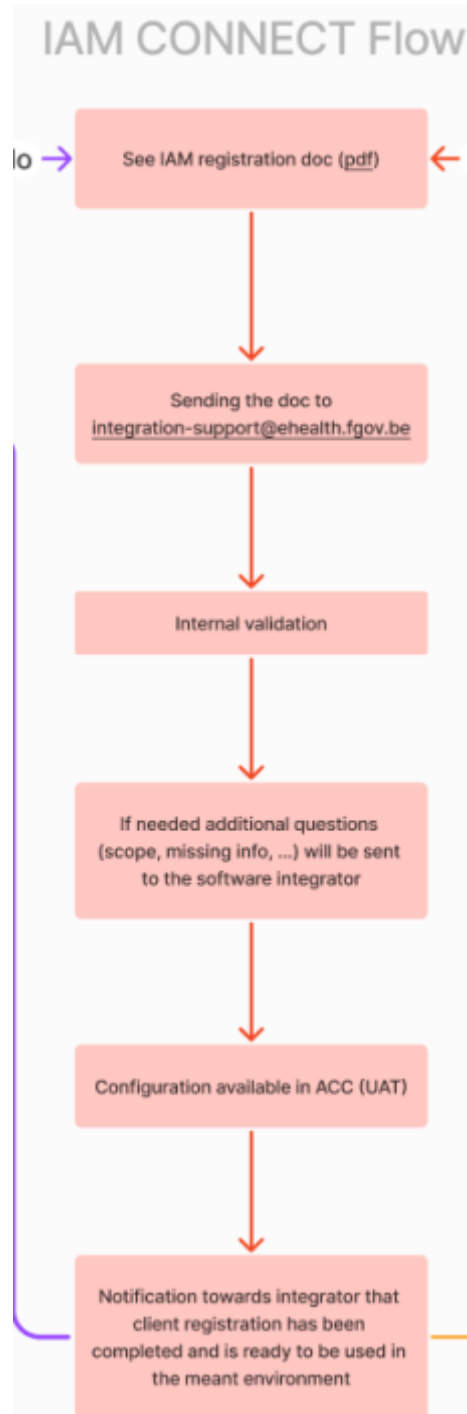 IAM CONNECT Flow
See IAM registration doc (pdf)
Sending the doc to
integration-support@ehealth.fgov.be
Internal validation
If needed additional questions
(scope, missing info, ...) will be sent
to the software integrator
Configuration available in ACC (UAT)
Notification towards integrator that
client registration has been
completed and is ready to be used in
the meant environment